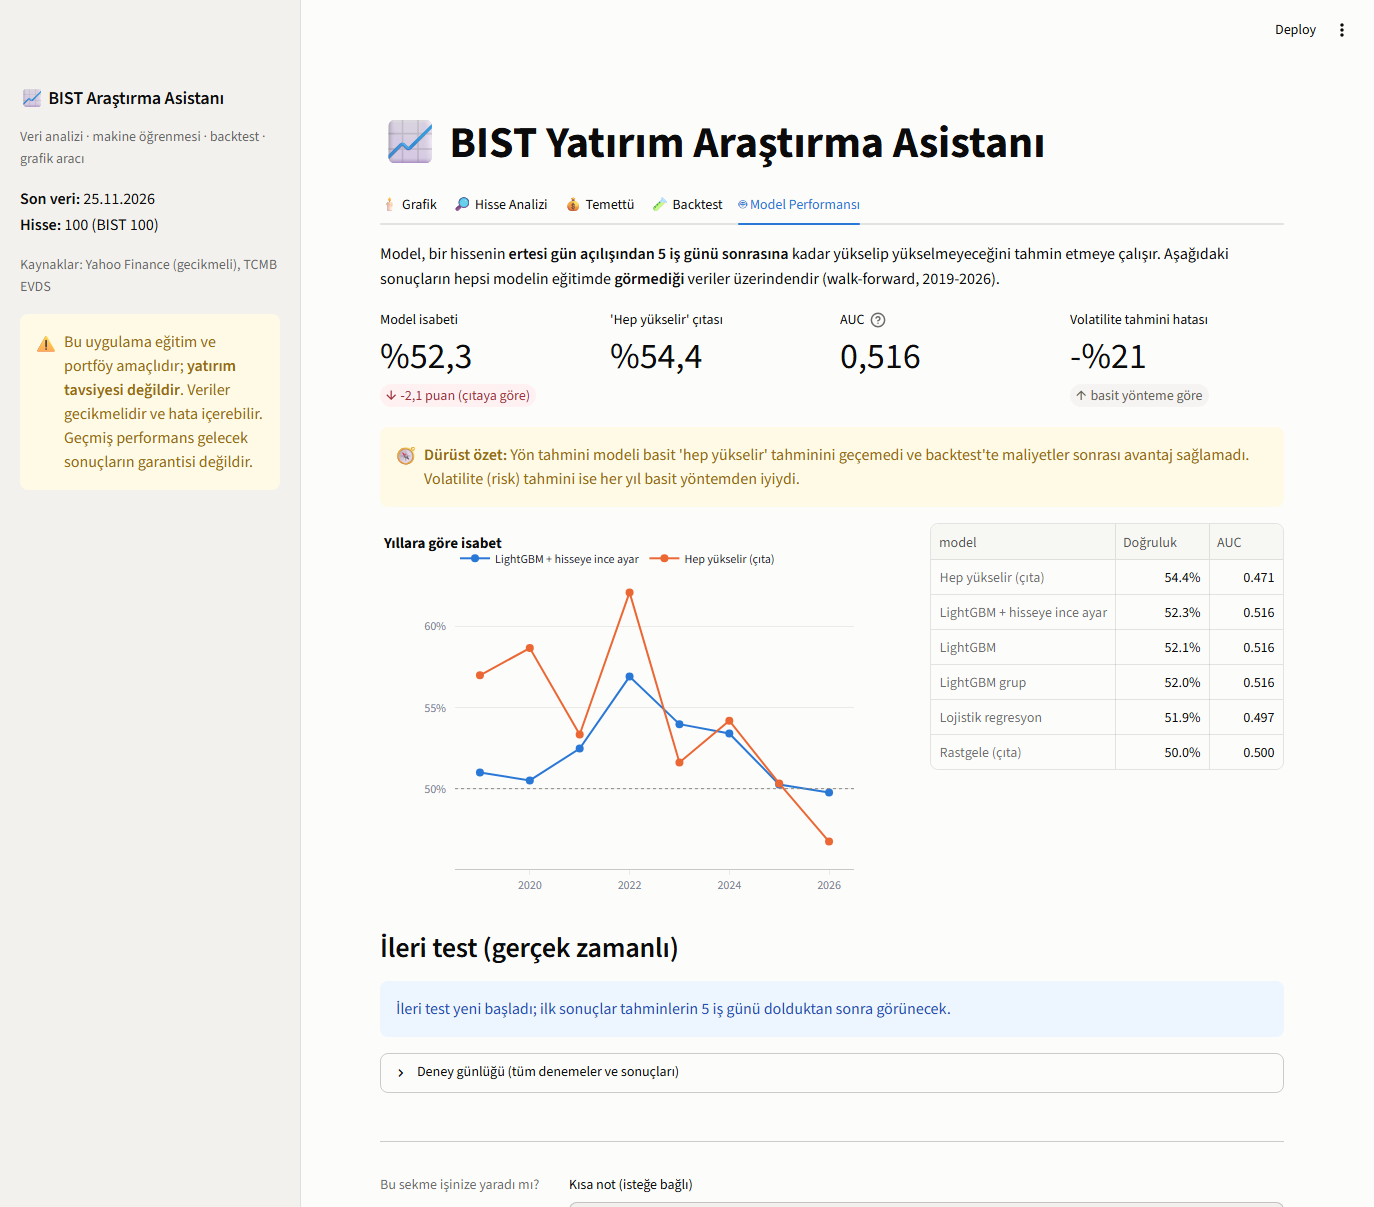 Deploy
BIST Araştırma Asistanı
Veri analizi · makine öğrenmesi · backtest ·
grafik aracı
Son veri: 25.11.2026
Hisse: 100 (BIST 100)
Kaynaklar: Yahoo Finance (gecikmeli), TCMB
EVDS
Bu uygulama eğitim ve
portföy amaçlıdır; yatırım
tavsiyesi değildir. Veriler
gecikmelidir ve hata içerebilir.
Geçmiş performans gelecek
sonuçların garantisi değildir.
BIST Yatırım Araştırma Asistanı
Grafik
Hisse Analizi
Temettü
Backtest
Model Performansı
Model, bir hissenin ertesi gün açılışından 5 iş günü sonrasına kadar yükselip yükselmeyeceğini tahmin etmeye çalışır. Aşağıdaki
sonuçların hepsi modelin eğitimde görmediği veriler üzerindendir (walk-forward, 2019-2026).
Model isabeti
%52,3
↓ -2,1 puan (çıtaya göre)
'Hep yükselir' çıtası
%54,4
AUC
0,516
Volatilite tahmini hatası
-%21
↑ basit yönteme göre
Dürüst özet: Yön tahmini modeli basit 'hep yükselir' tahminini geçemedi ve backtest'te maliyetler sonrası avantaj sağlamadı.
Volatilite (risk) tahmini ise her yıl basit yöntemden iyiydi.
Yıllara göre isabet
LightGBM + hisseye ince ayar
Hep yükselir (çıta)
60%
55%
50%
2020
2022
2024
2026
model Doğruluk AUC
Hep yükselir (çıta) 54.4% 0.471
LightGBM + hisseye ince ayar 52.3% 0.516
LightGBM 52.1% 0.516
LightGBM grup 52.0% 0.516
Lojistik regresyon 51.9% 0.497
Rastgele (çıta) 50.0% 0.500
İleri test (gerçek zamanlı)
İleri test yeni başladı; ilk sonuçlar tahminlerin 5 iş günü dolduktan sonra görünecek.
Deney günlüğü (tüm denemeler ve sonuçları)
Bu sekme işinize yaradı mı?
Kısa not (isteğe bağlı)